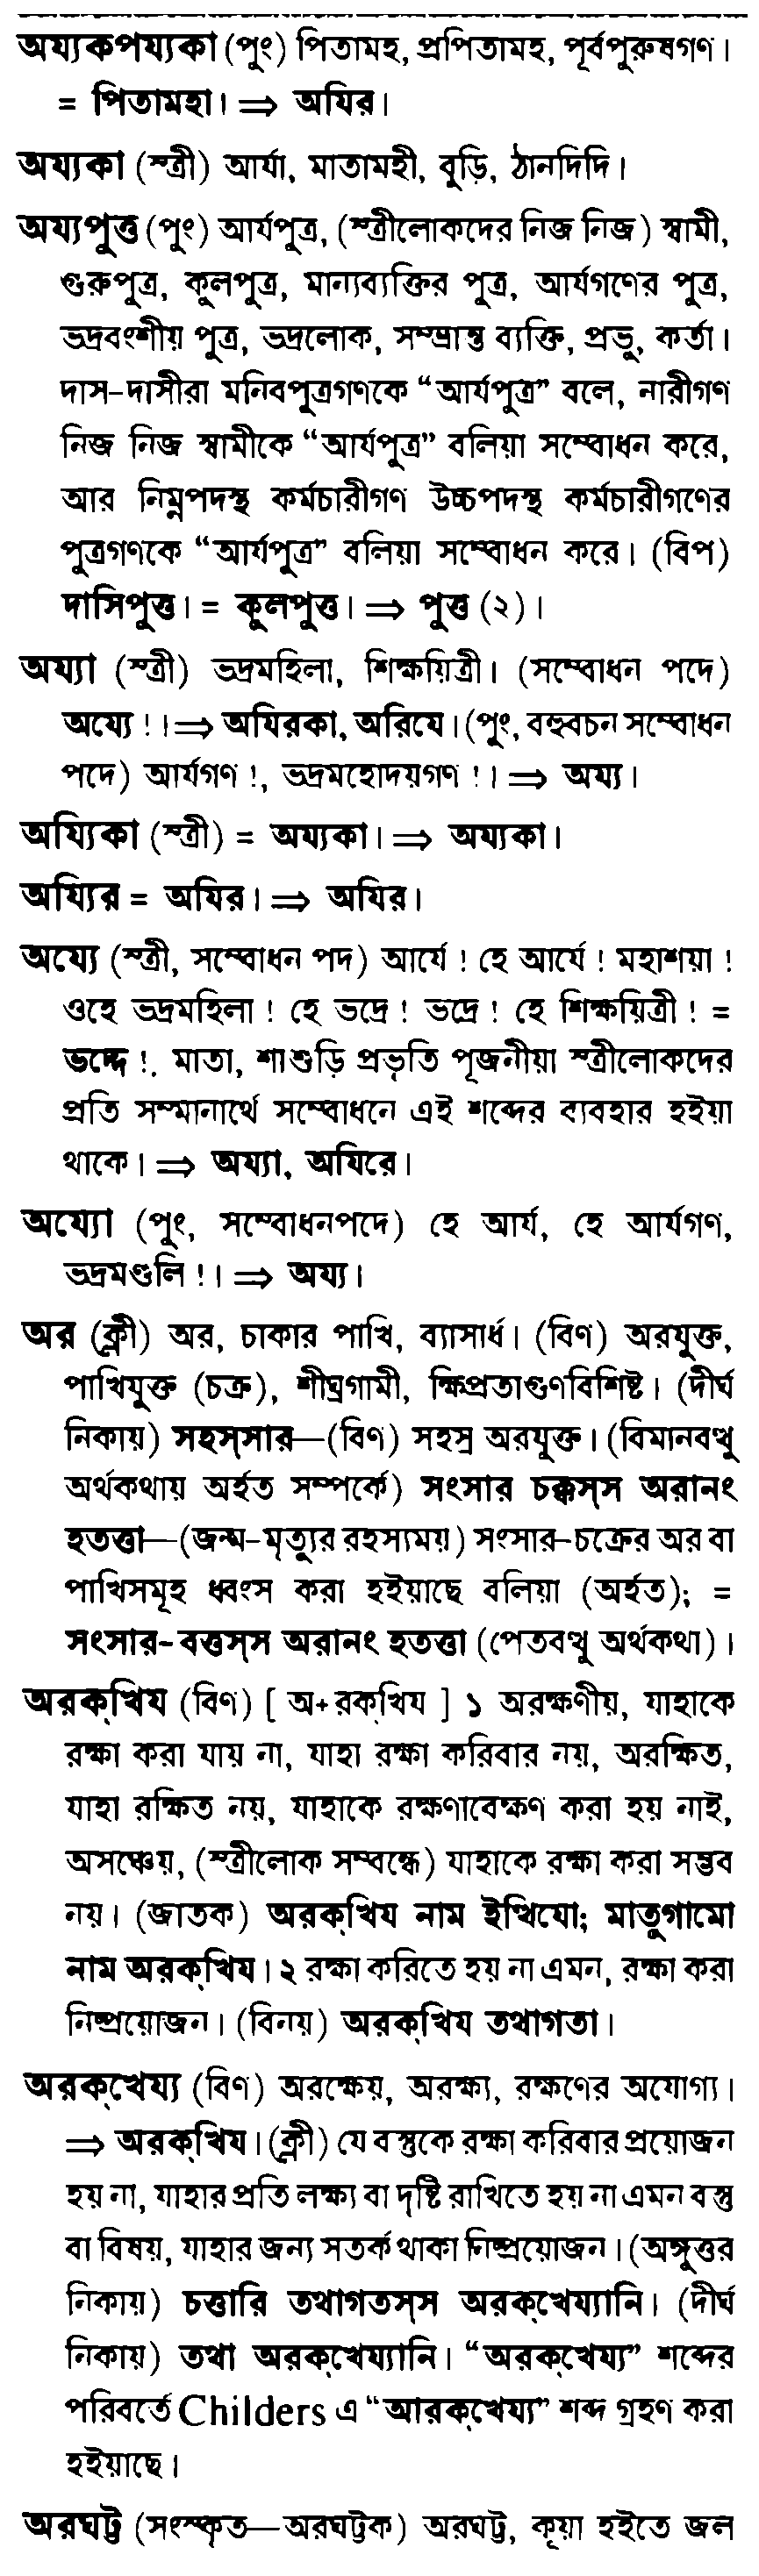 অয্যকপয্যকা (পুং) পিতামহ, প্রপিতামহ, পূর্বপুরুষগণ।
= পিতামহা। ⇒ অযির।
অয্যকা (স্ত্রী) আর্যা, মাতামহী, বুড়ি, ঠানদিদি।
অয্যপুত্ত (পুং) আর্যপুত্র, (স্ত্রীলোকদের নিজ নিজ) স্বামী,
গুরুপুত্র, কূলপুত্র, মান্যব্যক্তির পুত্র, আর্যগণের পুত্র,
ভদ্রবংশীয় পুত্র, ভদ্রলোক, সম্ভ্রান্ত ব্যক্তি, প্রভু, কর্তা।
দাস-দাসীরা মনিবপুত্রগণকে “আর্যপুত্র” বলে, নারীগণ
নিজ নিজ স্বামীকে “আর্যপুত্র” বলিয়া সম্বোধন করে,
আর নিম্নপদস্থ কর্মচারীগণ উচ্চপদস্থ কর্মচারীগণের
পুত্রগণকে “আর্যপুত্র” বলিয়া সম্বোধন করে। (বিপ)
দাসিপুত্ত। = কূলপুত্ত। ⇒ পুত্ত (২)।
অয্যা (স্ত্রী) ভদ্রমহিলা, শিক্ষয়িত্রী। (সম্বোধন পদে)
অয্যে !। ⇒ অযিরকা, অরিযে। (পুং, বহুবচন সম্বোধন
পদে) আর্যগণ !, ভদ্রমহোদয়গণ !। ⇒ অয্য।
অয্যিকা (স্ত্রী) = অয্যকা। ⇒ অয্যকা।
অয্যির = অযির। ⇒ অযির।
অয্যে (স্ত্রী, সম্বোধন পদ) আর্যে ! হে আর্যে ! মহাশয়া !
ওহে ভদ্রমহিলা ! হে ভদ্রে ! ভদ্রে ! হে শিক্ষয়িত্রী ! =
ভদ্দে !. মাতা, শাশুড়ি প্রভৃতি পূজনীয়া স্ত্রীলোকদের
প্রতি সম্মানার্থে সম্বোধনে এই শব্দের ব্যবহার হইয়া
থাকে। ⇒ অয্যা, অযিরে।
অয্যো (পুং, সম্বোধনপদে) হে আর্য, হে আর্যগণ,
ভদ্রমণ্ডলি !। ⇒ অয্য।
অর (ক্লী) অর, চাকার পাখি, ব্যাসার্ধ। (বিণ) অরযুক্ত,
পাখিযুক্ত (চক্র), শীঘ্রগামী, ক্ষিপ্রতাগুণবিশিষ্ট। (দীর্ঘ
নিকায়) সহস্‌সার—(বিণ) সহস্র অরযুক্ত। (বিমানবত্থু
অর্থকথায় অর্হত সম্পর্কে) সংসার চক্কস্‌স অরানং
হতত্তা—(জন্ম-মৃত্যুর রহস্যময়) সংসার-চক্রের অর বা
পাখিসমূহ ধ্বংস করা হইয়াছে বলিয়া (অর্হত); =
সংসার-বত্তস্‌স অরানং হতত্তা (পেতবত্থু অর্থকথা)।
অরক্‌খিয (বিণ) [ অ+রক্‌খিয ] ১ অরক্ষণীয়, যাহাকে
রক্ষা করা যায় না, যাহা রক্ষা করিবার নয়, অরক্ষিত,
যাহা রক্ষিত নয়, যাহাকে রক্ষণাবেক্ষণ করা হয় নাই,
অসঞ্চেয়, (স্ত্রীলোক সম্বন্ধে) যাহাকে রক্ষা করা সম্ভব
নয়। (জাতক) অরক্‌খিয নাম ইত্থিযো; মাতুগামো
নাম অরক্‌খিয। ২ রক্ষা করিতে হয় না এমন, রক্ষা করা
নিষ্প্রয়োজন। (বিনয়) অরক্‌খিয তথাগতা।
অরক্‌খেয্য (বিণ) অরক্ষেয়, অরক্ষ্য, রক্ষণের অযোগ্য।
⇒ অরক্‌খিয। (ক্লী) যে বস্তুকে রক্ষা করিবার প্রয়োজন
হয় না, যাহার প্রতি লক্ষ্য বা দৃষ্টি রাখিতে হয় না এমন বস্তু
বা বিষয়, যাহার জন্য সতর্ক থাকা নিষ্প্রয়োজন। (অঙ্গুত্তর
নিকায়) চত্তারি তথাগতস্‌স অরক্‌খেয্যানি। (দীর্ঘ
নিকায়) তথা অরক্‌খেয্যানি। “অরক্‌খেয্য” শব্দের
পরিবর্তে Childers এ “আরক্‌খেয্য” শব্দ গ্রহণ করা
হইয়াছে।
অরঘট্ট (সংস্কৃত—অরঘট্টক) অরঘট্ট, কূয়া হইতে জল